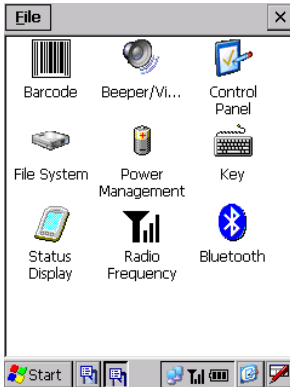 File
Barcode
Beeper/Vi...
Control
Panel
File System
Power
Management
Key
Status
Display
Radio
Frequency
Bluetooth
Start